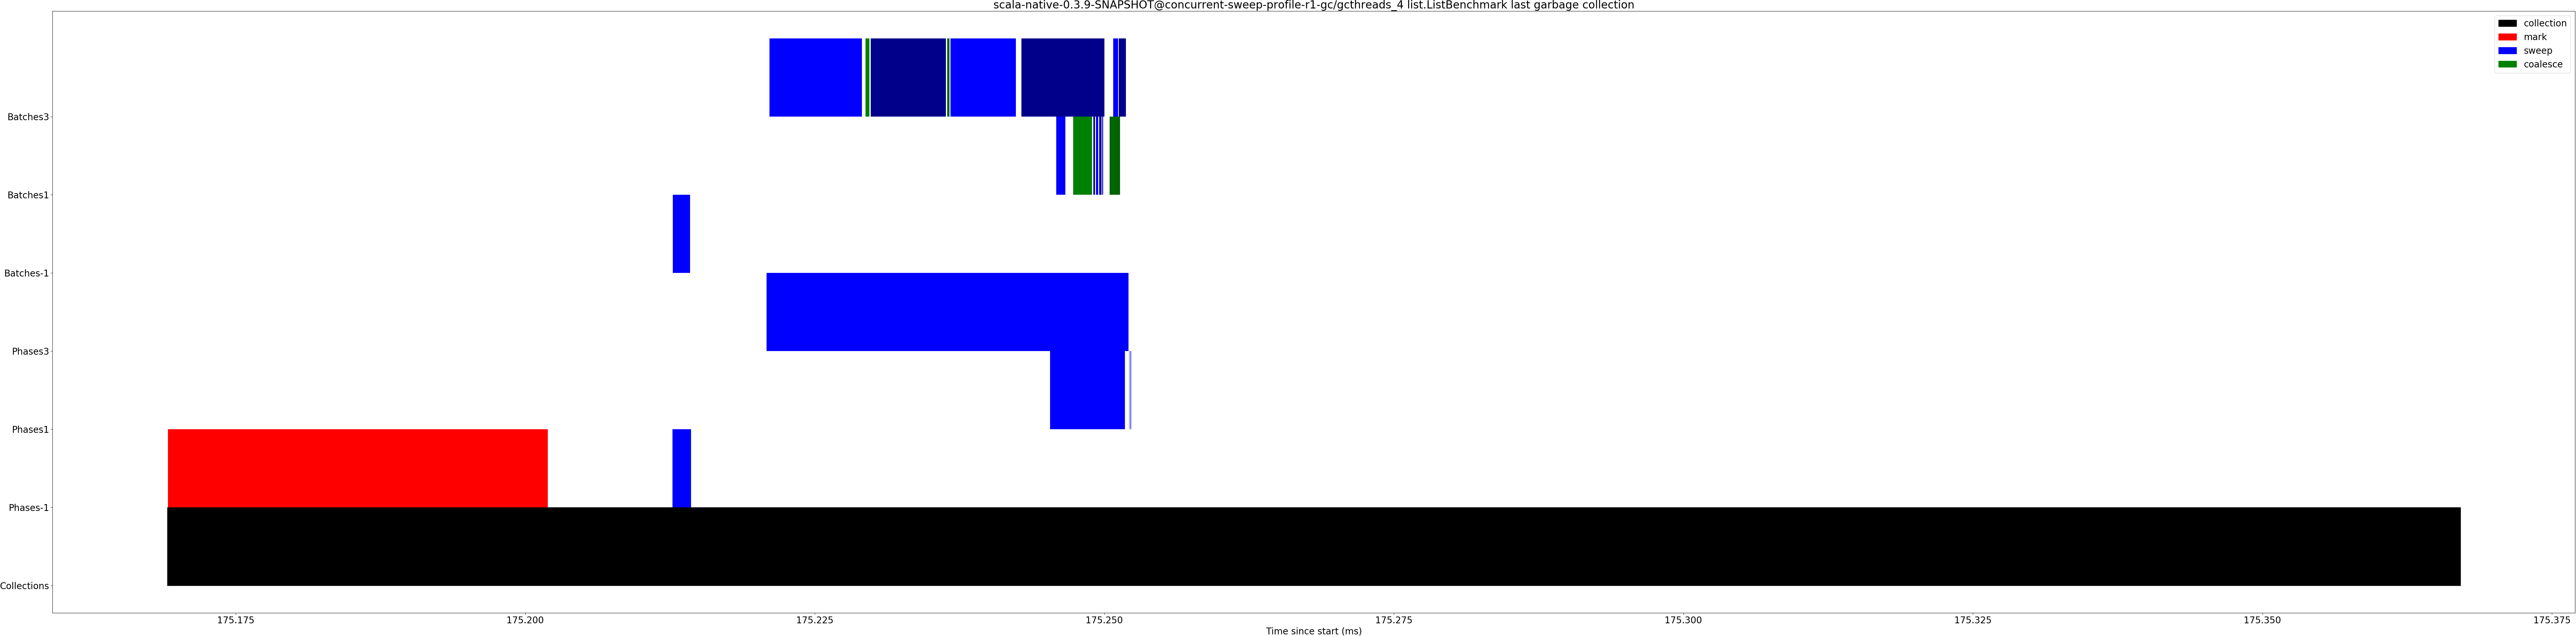 scala-native-0.3.9-SNAPSHOT@concurrent-sweep-profile-r1-gc/gcthreads_4 list.ListBenchmark last garbage collection
collection
mark
sweep
coalesce
Batches3
Batches1
Batches-1
Phases3
Phases1
Phases-1
Collections
175.175 175.200 175.225 175.250 175.275 175.300 175.325 175.350 175.375
Time since start (ms)